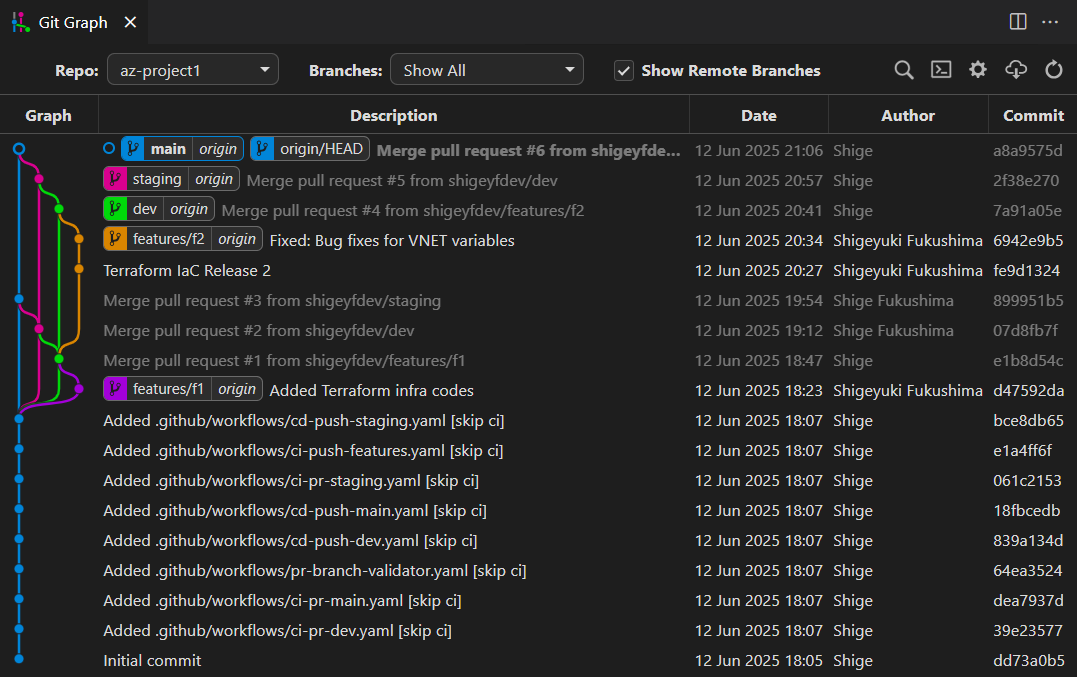 Git Graph
Repo: az-project1 Branches: Show All Show Remote Branches
Graph Description Date Author Commit
main origin origin/HEAD Merge pull request #6 from shigeyfde... 12 Jun 2025 21:06 Shige a8a9575d
staging origin Merge pull request #5 from shigeyfdev/dev 12 Jun 2025 20:57 Shige 2f38e270
dev origin Merge pull request #4 from shigeyfdev/features/f2 12 Jun 2025 20:41 Shige 7a91a05e
features/f2 origin Fixed: Bug fixes for VNET variables 12 Jun 2025 20:34 Shigeyuki Fukushima 6942e9b5
Terraform IaC Release 2 12 Jun 2025 20:27 Shigeyuki Fukushima fe9d1324
Merge pull request #3 from shigeyfdev/staging 12 Jun 2025 19:54 Shige Fukushima 899951b5
Merge pull request #2 from shigeyfdev/dev 12 Jun 2025 19:12 Shige Fukushima 07d8fb7f
Merge pull request #1 from shigeyfdev/features/f1 12 Jun 2025 18:47 Shige e1b8d54c
features/f1 origin Added Terraform infra codes 12 Jun 2025 18:23 Shigeyuki Fukushima d47592da
Added .github/workflows/cd-push-staging.yaml [skip ci] 12 Jun 2025 18:07 Shige bce8db65
Added .github/workflows/ci-push-features.yaml [skip ci] 12 Jun 2025 18:07 Shige e1a4ff6f
Added .github/workflows/ci-pr-staging.yaml [skip ci] 12 Jun 2025 18:07 Shige 061c2153
Added .github/workflows/cd-push-main.yaml [skip ci] 12 Jun 2025 18:07 Shige 18fbcedb
Added .github/workflows/cd-push-dev.yaml [skip ci] 12 Jun 2025 18:07 Shige 839a134d
Added .github/workflows/pr-branch-validator.yaml [skip ci] 12 Jun 2025 18:07 Shige 64ea3524
Added .github/workflows/ci-pr-main.yaml [skip ci] 12 Jun 2025 18:07 Shige dea7937d
Added .github/workflows/ci-pr-dev.yaml [skip ci] 12 Jun 2025 18:07 Shige 39e23577
Initial commit 12 Jun 2025 18:05 Shige dd73a0b5